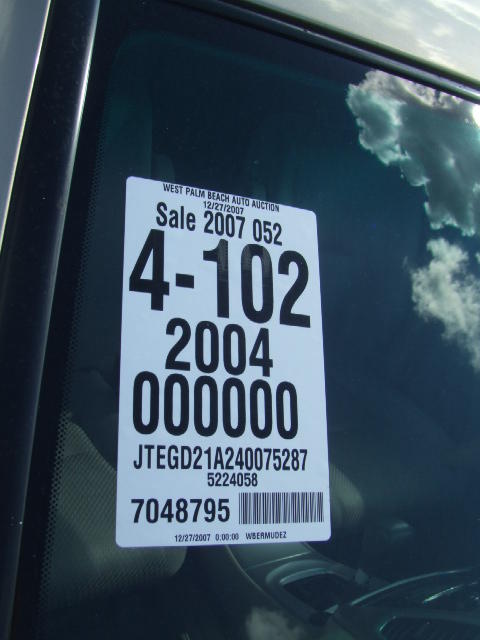 WEST PALM BEACH AUTO AUCTION
12/27/2007
Sale 2007 052
4-102
2004
000000
JTEGD21A240075287
5224058
7048795
12/27/2007 0:00:00 WBERMUDEZ